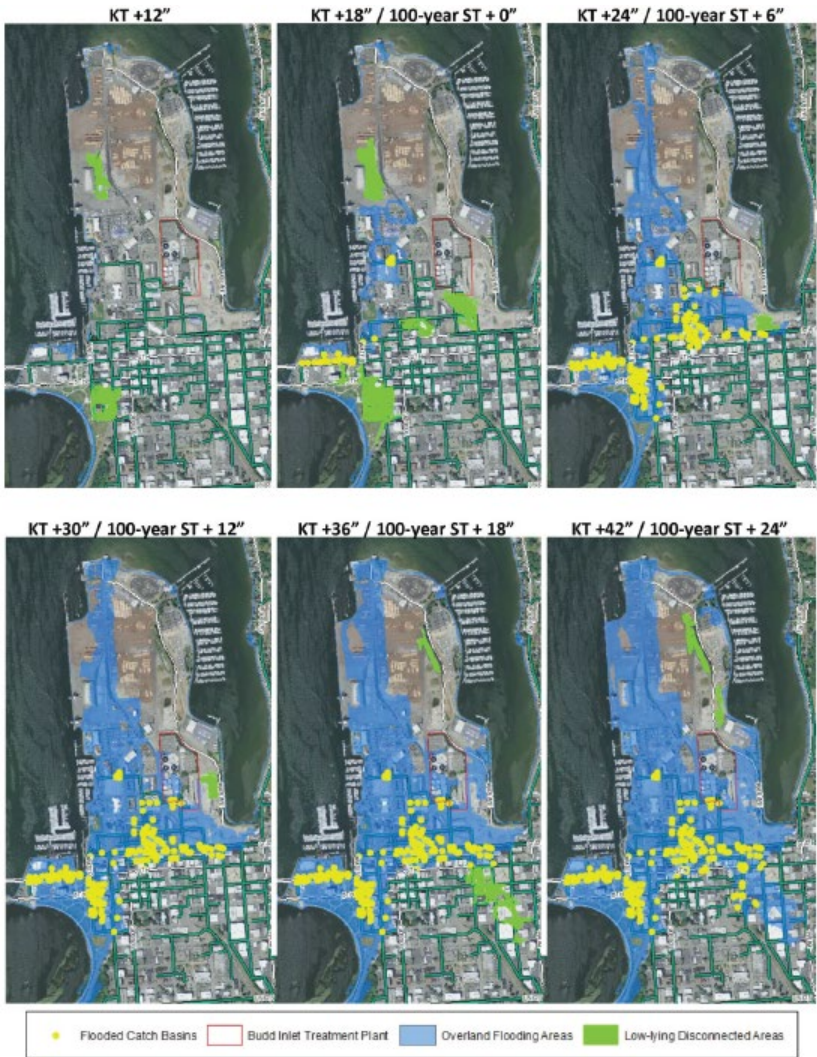 KT +12”
KT +18” / 100-year ST + 0”
KT +24” / 100-year ST + 6”
KT +30” / 100-year ST + 12”
KT +36” / 100-year ST + 18”
KT +42” / 100-year ST + 24”
Flooded Catch Basins
Budd Inlet Treatment Plant
Overland Flooding Areas
Low-lying Disconnected Areas